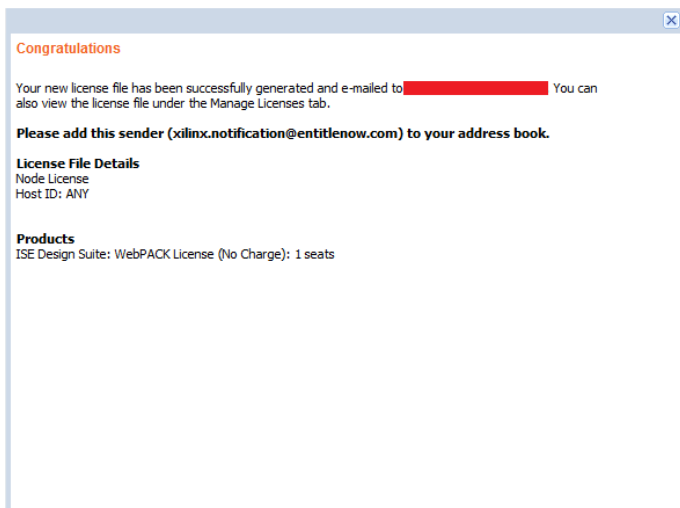 Congratulations
Your new license file has been successfully generated and e-mailed to You can
also view the license file under the Manage Licenses tab.
Please add this sender (xilinx.notification@entitlenow.com) to your address book.
License File Details
Node License
Host ID: ANY
Products
ISE Design Suite: WebPACK License (No Charge): 1 seats